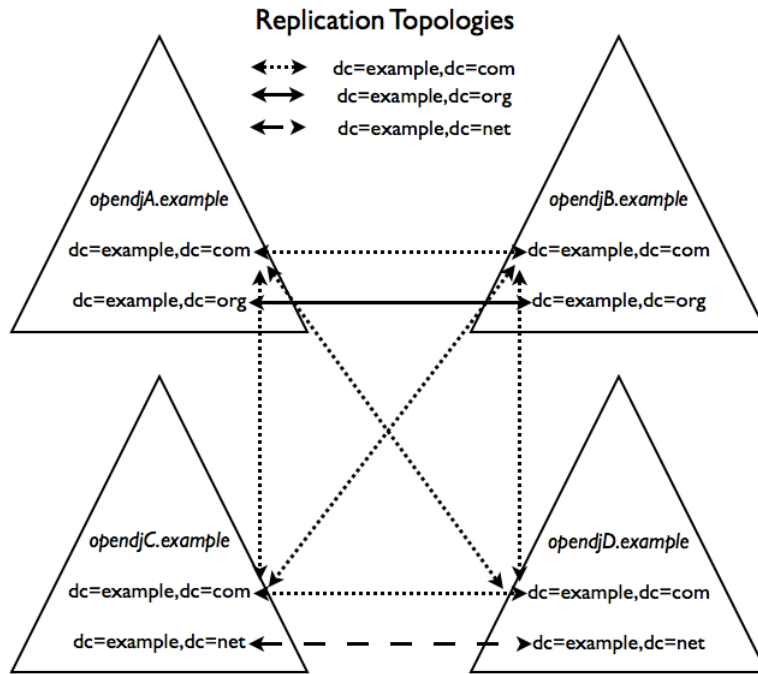 Replication Topologies
dc=example,dc=com
dc=example,dc=org
dc=example,dc=net
opendjA.example
dc=example,dc=com
dc=example,dc=org
opendjB.example
dc=example,dc=com
dc=example,dc=org
opendjC.example
dc=example,dc=com
dc=example,dc=net
opendjD.example
dc=example,dc=com
dc=example,dc=net